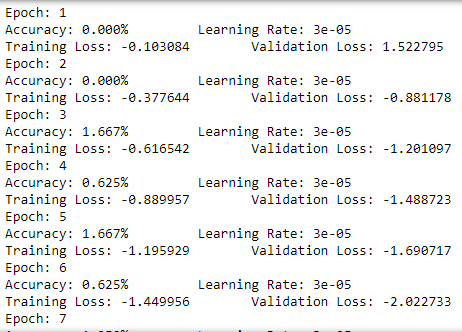 Epoch: 1
Accuracy: 0.000% Learning Rate: 3e-05
Training Loss: -0.103084 Validation Loss: 1.522795
Epoch: 2
Accuracy: 0.000% Learning Rate: 3e-05
Training Loss: -0.377644 Validation Loss: -0.881178
Epoch: 3
Accuracy: 1.667% Learning Rate: 3e-05
Training Loss: -0.616542 Validation Loss: -1.201097
Epoch: 4
Accuracy: 0.625% Learning Rate: 3e-05
Training Loss: -0.889957 Validation Loss: -1.488723
Epoch: 5
Accuracy: 1.667% Learning Rate: 3e-05
Training Loss: -1.195929 Validation Loss: -1.690717
Epoch: 6
Accuracy: 0.625% Learning Rate: 3e-05
Training Loss: -1.449956 Validation Loss: -2.022733
Epoch: 7